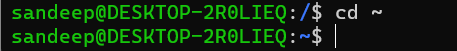 sandeep@DESKTOP-2R0LIEQ:/$ cd ~
sandeep@DESKTOP-2R0LIEQ:~$